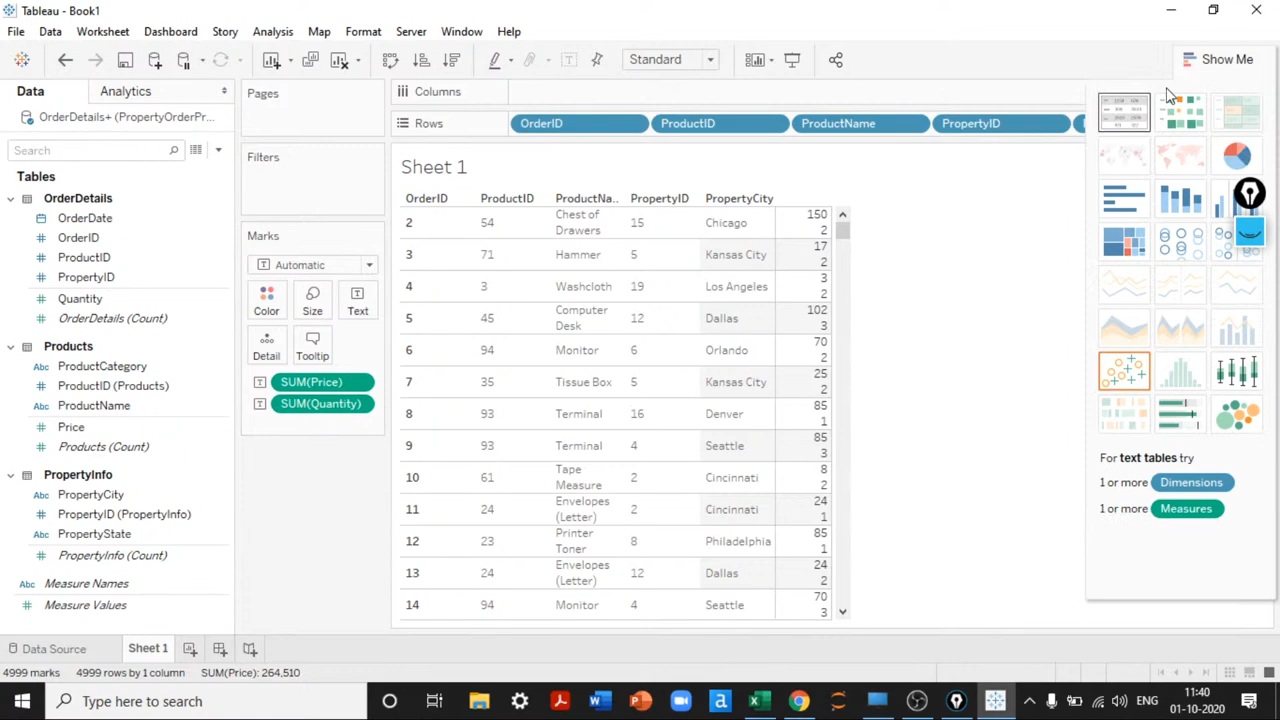 Tableau - Book1
File Data Worksheet Dashboard Story Analysis Map Format Server Window Help
Standard
Show Me
Data Analytics
OrderDetails+ (PropertyOrderPr...
Search
Tables
OrderDetails
OrderDate
OrderID
ProductID
PropertyID
Quantity
OrderDetails (Count)
Products
Abc ProductCategory
ProductID (Products)
Abc ProductName
Price
Products (Count)
PropertyInfo
Abc PropertyCity
PropertyID (PropertyInfo)
Abc PropertyState
PropertyInfo (Count)
Abc Measure Names
Measure Values
Pages
Filters
Marks
Automatic
Color Size Text
Detail Tooltip
SUM(Price)
SUM(Quantity)
Columns
Rows OrderID ProductID ProductName PropertyID
Sheet 1
OrderID ProductID ProductNa.. PropertyID PropertyCity
2 54 Chest of Drawers 15 Chicago 150 2
3 71 Hammer 5 Kansas City 17 2
4 3 Washcloth 19 Los Angeles 3 2
5 45 Computer Desk 12 Dallas 102 3
6 94 Monitor 6 Orlando 70 2
7 35 Tissue Box 5 Kansas City 25 2
8 93 Terminal 16 Denver 85 1
9 93 Terminal 4 Seattle 85 3
10 61 Tape Measure 2 Cincinnati 8 2
11 24 Envelopes (Letter) 2 Cincinnati 24 1
12 23 Printer Toner 8 Philadelphia 85 1
13 24 Envelopes (Letter) 12 Dallas 24 2
14 94 Monitor 4 Seattle 70 3
For text tables try
1 or more Dimensions
1 or more Measures
Data Source Sheet 1
4999 marks 4999 rows by 1 column SUM(Price): 264,510
Type here to search
ENG
11:40
01-10-2020